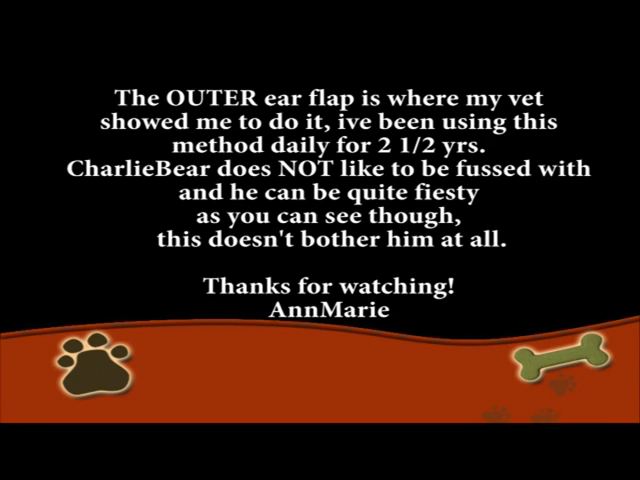 The OUTER ear flap is where my vet
showed me to do it, ive been using this
method daily for 2 1/2 yrs.
CharlieBear does NOT like to be fussed with
and he can be quite fiesty
as you can see though,
this doesn't bother him at all.
Thanks for watching!
AnnMarie